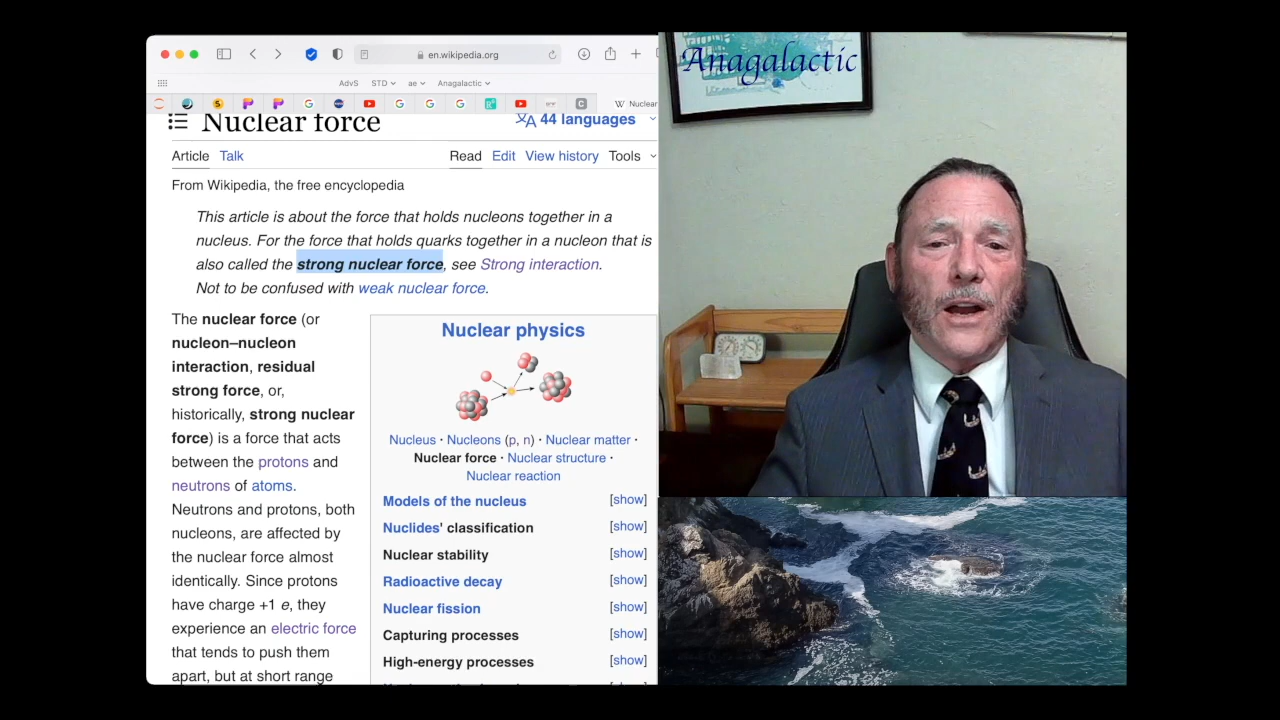 en.wikipedia.org
AdvS STD ae Anagalactic
Nuclear
Nuclear force
44 languages
Article Talk Read Edit View history Tools
From Wikipedia, the free encyclopedia
This article is about the force that holds nucleons together in a
nucleus. For the force that holds quarks together in a nucleon that is
also called the strong nuclear force, see Strong interaction.
Not to be confused with weak nuclear force.
The nuclear force (or
nucleon–nucleon
interaction, residual
strong force, or,
historically, strong nuclear
force) is a force that acts
between the protons and
neutrons of atoms.
Neutrons and protons, both
nucleons, are affected by
the nuclear force almost
identically. Since protons
have charge +1 e, they
experience an electric force
that tends to push them
apart, but at short range
Nuclear physics
Nucleus · Nucleons (p, n) · Nuclear matter ·
Nuclear force · Nuclear structure ·
Nuclear reaction
Models of the nucleus [show]
Nuclides' classification [show]
Nuclear stability [show]
Radioactive decay [show]
Nuclear fission [show]
Capturing processes [show]
High-energy processes [show]
Anagalactic